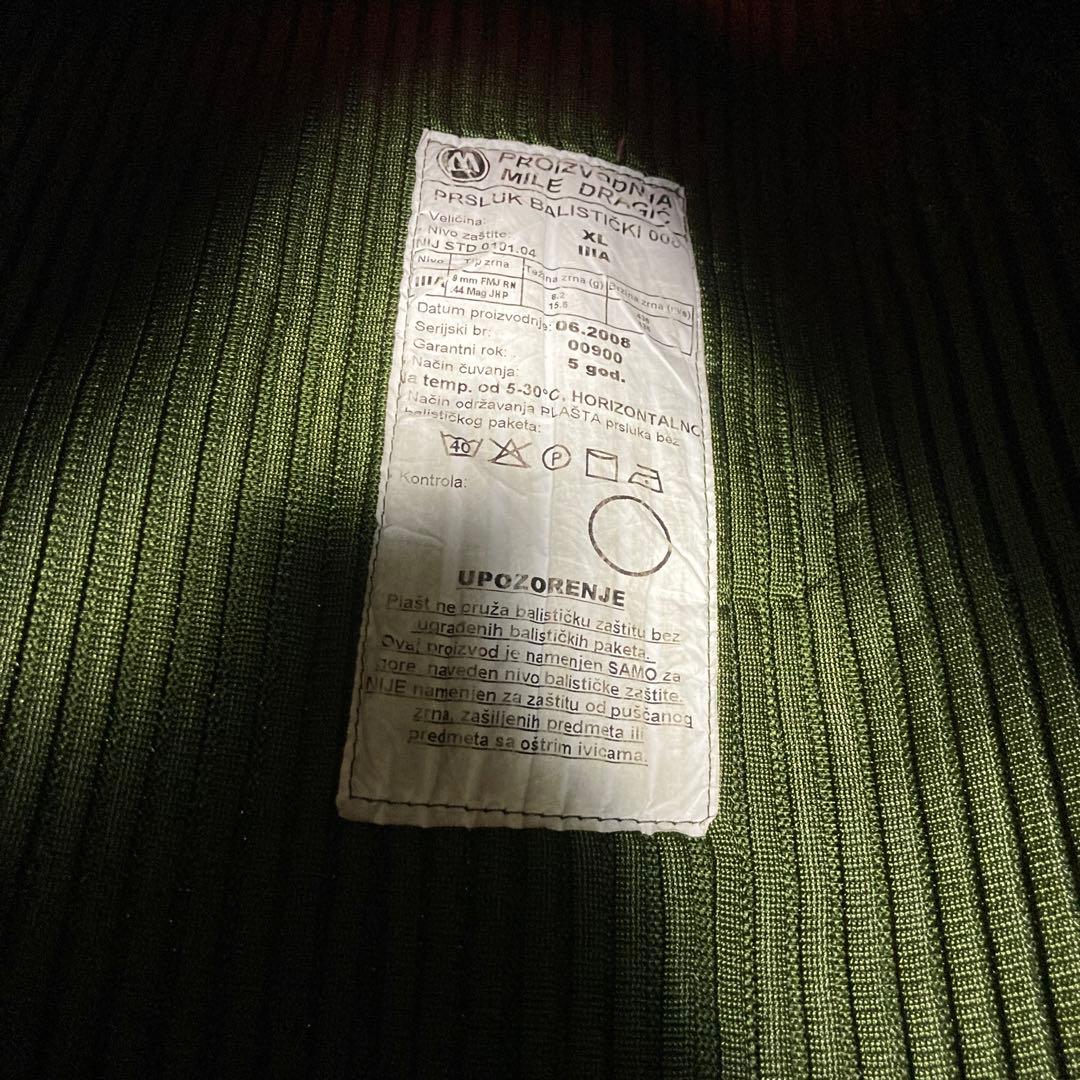 PROIZVODNJA
MILE DRAGIĆ
PRSLUK BALISTIČKI
Veličina: XL
Nivo zaštite: IIIA
NIJ STD 0101.04
Nivo Tip zrna Težina zrna (g) Brzina zrna (m/s)
IIIA 9 mm FMJ RN 8.2
.44 Mag JHP 15.6
Datum proizvodnje: 06.2008
Serijski br: 00900
Garantni rok: 5 god.
Način čuvanja:
Na temp. od 5-30°C, HORIZONTALNO
Način održavanja PLAŠTA prsluka bez
balističkog paketa:
40 P
Kontrola:
UPOZORENJE
Plašt ne pruža balističku zaštitu bez
ugrađenih balističkih paketa.
Ovaj proizvod je namenjen SAMO za
gore naveden nivo balističke zaštite.
NIJE namenjen za zaštitu od puščanog
zrna, zašiljenih predmeta ili
predmeta sa oštrim ivicama.